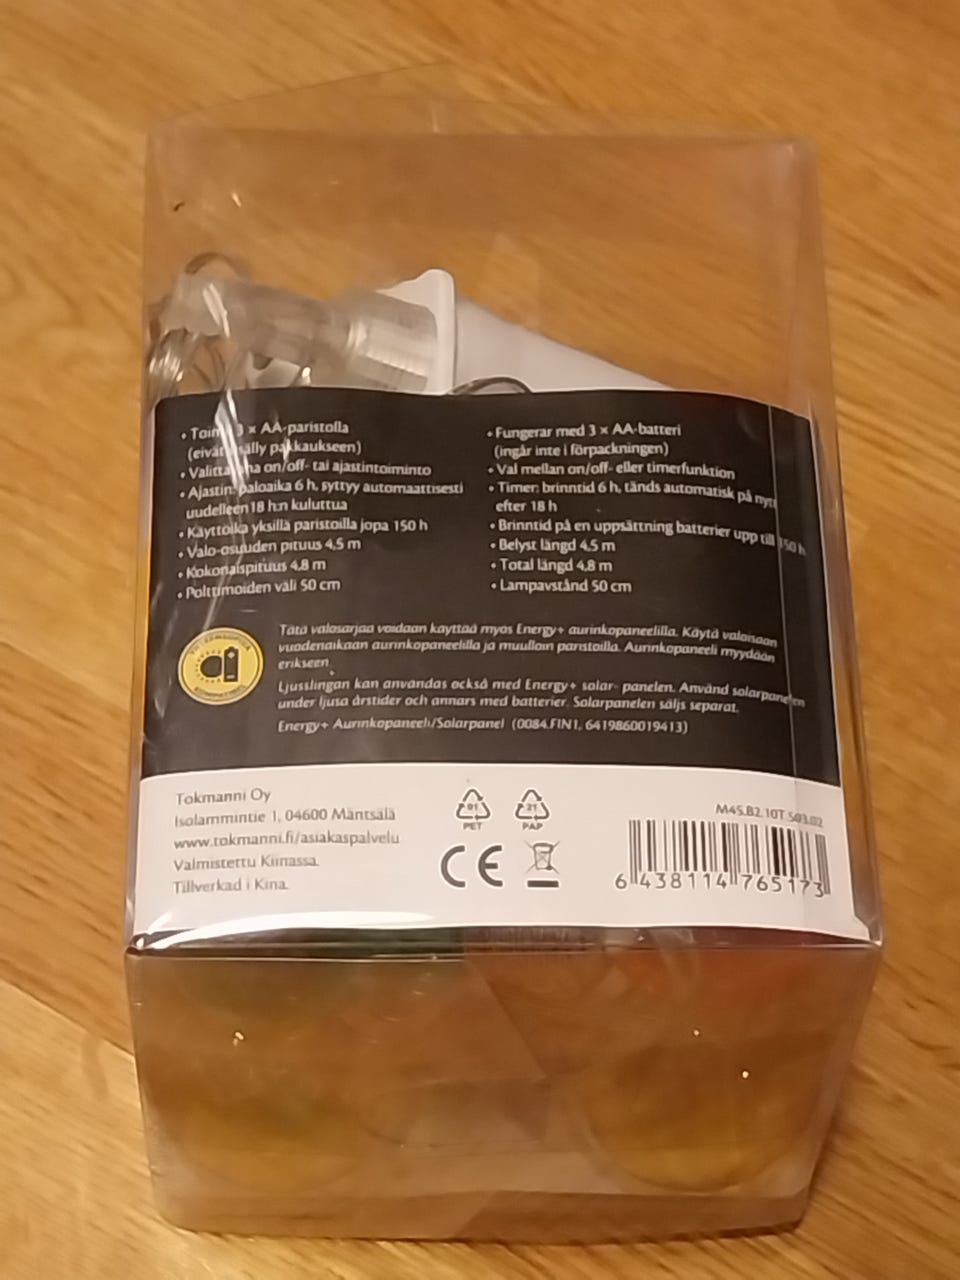 • Toim 3 × AA-paristolla
(eivät sisälly pakkaukseen)
• Valittavana on/off- tai ajastintoiminto
• Ajastin: paloaika 6 h, syttyy automaattisesti
uudelleen 18 h:n kuluttua
• Käyttöikä yksillä paristoilla jopa 150 h
• Valo-osuuden pituus 4,5 m
• Kokonaispituus 4,8 m
• Polttimoiden väli 50 cm
• Fungerar med 3 × AA-batteri
(ingår inte i förpackningen)
• Val mellan on/off- eller timerfunktion
• Timer: brinntid 6 h, tänds automatisk på nytt
efter 18 h
• Brinntid på en uppsättning batterier upp till 150 h
• Belyst längd 4,5 m
• Total längd 4,8 m
• Lampavstånd 50 cm
KOMPATIBEL
Tätä valosarjaa voidaan käyttää myös Energy+ aurinkopaneelilla. Käytä valoisaan
vuodenaikaan aurinkopaneelilla ja muulloin paristoilla. Aurinkopaneeli myydään
erikseen.
Ljusslingan kan användas också med Energy+ solar- panelen. Använd solarpanelen
under ljusa årstider och annars med batterier. Solarpanelen säljs separat.
Energy+ Aurinkopaneeli/Solarpanel (0084.FIN1, 6419860019413)
Tokmanni Oy
Isolammintie 1, 04600 Mäntsälä
www.tokmanni.fi/asiakaspalvelu
Valmistettu Kiinassa.
Tillverkad i Kina.
01
PET
21
PAP
CE
M45.B2.10T.S03.02
6 438114 765173